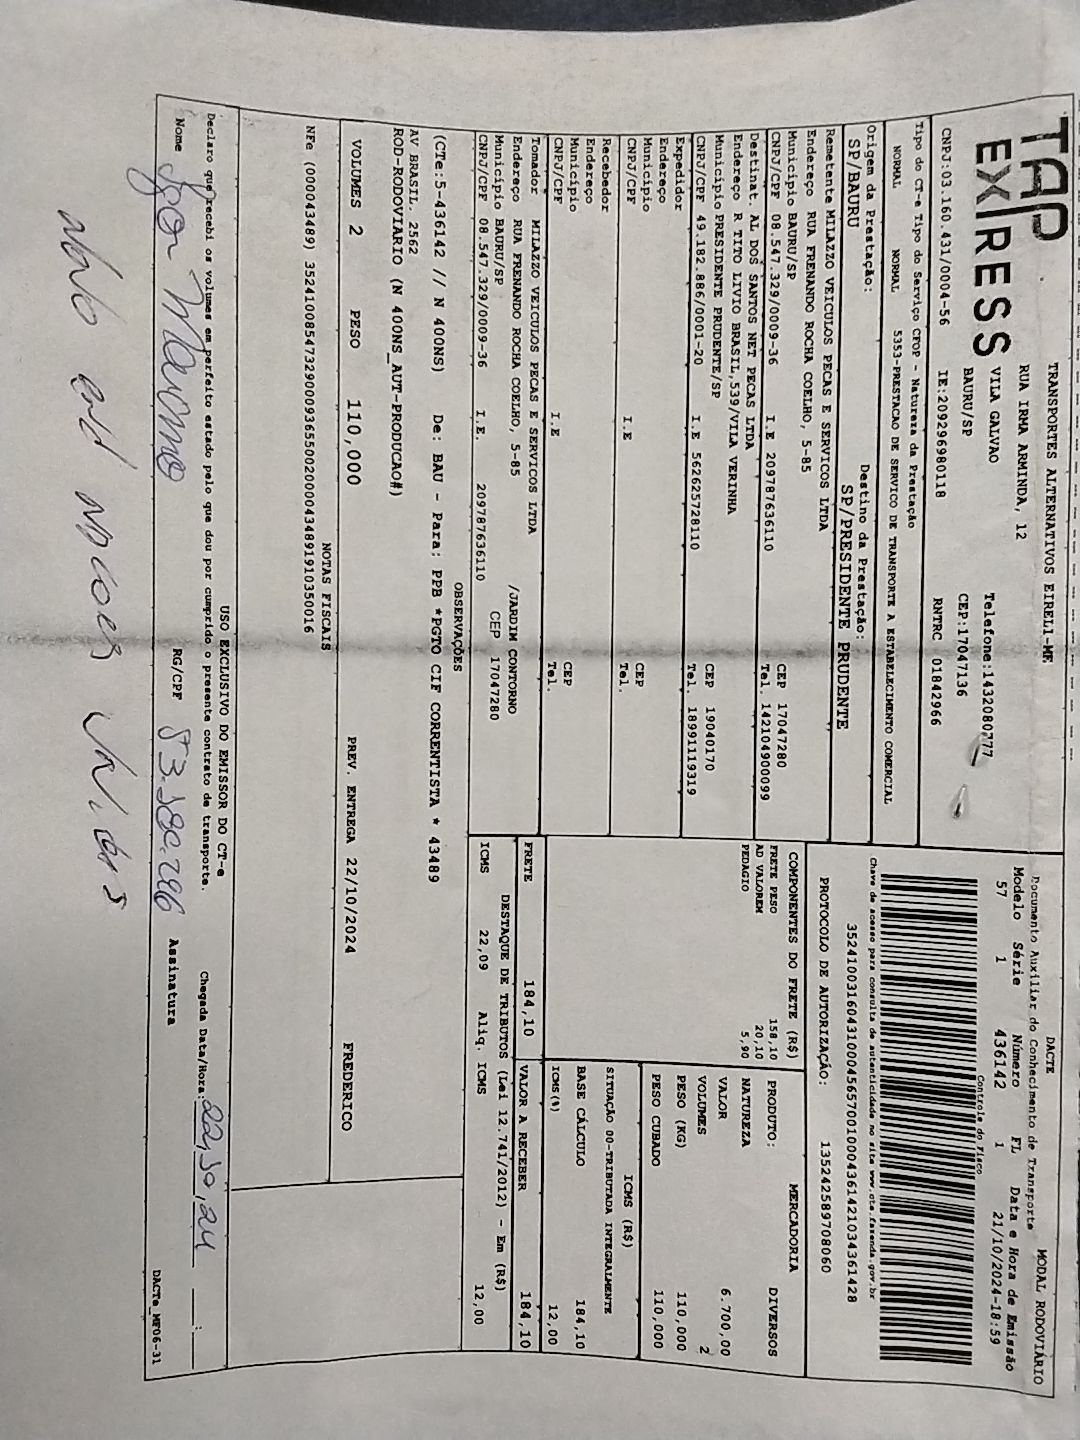 TAP EXPRESS
TRANSPORTES ALTERNATIVOS EIRELI-ME
RUA IRMA ARMINDA, 12
VILA GALVAO Telefone:1432080777
BAURU/SP CEP:17047136
CNPJ:03.160.431/0004-56 IE:209296980118 RNTRC 01842966
Tipo do CT-e Tipo do Serviço CFOP - Natureza da Prestação
NORMAL NORMAL 5353-PRESTACAO DE SERVICO DE TRANSPORTE A ESTABELECIMENTO COMERCIAL
Origem da Prestação: Destino da Prestação:
SP/BAURU SP/PRESIDENTE PRUDENTE
Remetente MILAZZO VEICULOS PECAS E SERVICOS LTDA
Endereço RUA FRENANDO ROCHA COELHO, 5-85
Município BAURU/SP CEP 17047280
CNPJ/CPF 08.547.329/0009-36 I.E 209787636110 Tel. 142104900099
Destinat. AL DOS SANTOS NET PECAS LTDA
Endereço R TITO LIVIO BRASIL,539/VILA VERINHA
Município PRESIDENTE PRUDENTE/SP CEP 19040170
CNPJ/CPF 49.182.886/0001-20 I.E 562625728110 Tel. 18991119319
Expedidor
Endereço
Município CEP
CNPJ/CPF I.E Tel.
Recebedor
Endereço
Município CEP
CNPJ/CPF I.E Tel.
Tomador MILAZZO VEICULOS PECAS E SERVICOS LTDA
Endereço RUA FRENANDO ROCHA COELHO, 5-85 /JARDIM CONTORNO
Município BAURU/SP CEP 17047280
CNPJ/CPF 08.547.329/0009-36 I.E. 209787636110
DACTE MODAL RODOVIÁRIO
Documento Auxiliar do Conhecimento de Transporte
Modelo Série Número FL Data e Hora de Emissão
57 1 436142 1 21/10/2024-18:59
Controle do Fisco
Chave de acesso para consulta de autenticidade no site www.cte.fazenda.gov.br
35241003160431000456570010004361421034361428
PROTOCOLO DE AUTORIZAÇÃO: 135242589708060
COMPONENTES DO FRETE (R$)
FRETE PESO 158,10
AD VALOREM 20,10
PEDAGIO 5,90
MERCADORIA
PRODUTO: DIVERSOS
NATUREZA
VALOR 6.700,00
VOLUMES 2
PESO (KG) 110,000
PESO CUBADO 110,000
ICMS (R$)
SITUAÇÃO 00-TRIBUTADA INTEGRALMENTE
BASE CÁLCULO 184,10
ICMS(%) 12,00
FRETE 184,10 VALOR A RECEBER 184,10
DESTAQUE DE TRIBUTOS (Lei 12.741/2012) - Em (R$)
ICMS 22,09 Aliq. ICMS 12,00
OBSERVAÇÕES
(CTe:5-436142 // N 400NS) De: BAU - Para: PPB *PGTO CIF CORRENTISTA * 43489
AV BRASIL 2562
ROD-RODOVIARIO (N 400NS_AUT-PRODUCAO#)
VOLUMES 2 PESO 110,000 PREV. ENTREGA 22/10/2024 FREDERICO
NOTAS FISCAIS
NFe (000043489) 35241008547329000936550020000434891910350016
USO EXCLUSIVO DO EMISSOR DO CT-e
Declaro que recebi os volumes em perfeito estado pelo que dou por cumprido o presente contrato de transporte.
Chegada Data/Hora: :
Nome RG/CPF Assinatura
DACTe_MF06-31